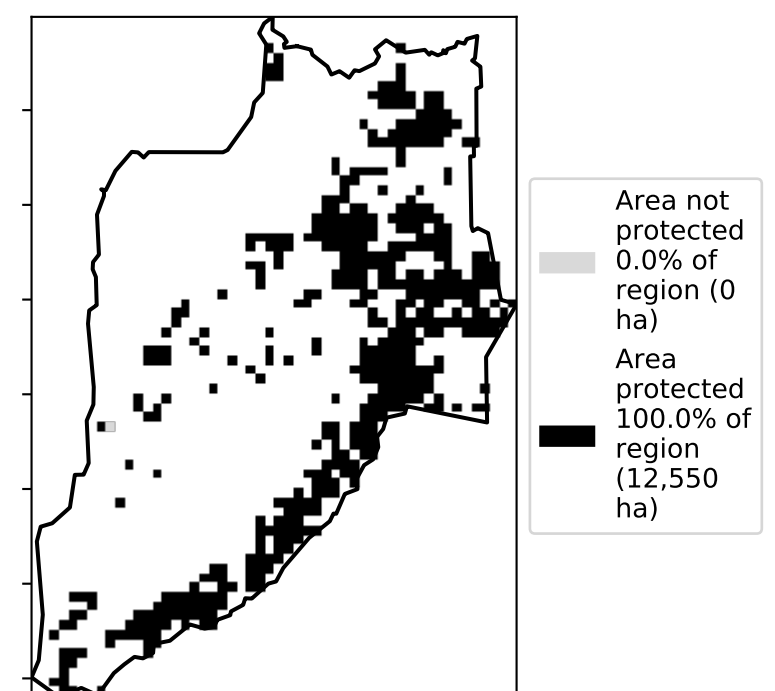 Area not
protected
0.0% of
region (0
ha)
Area
protected
100.0% of
region
(12,550
ha)